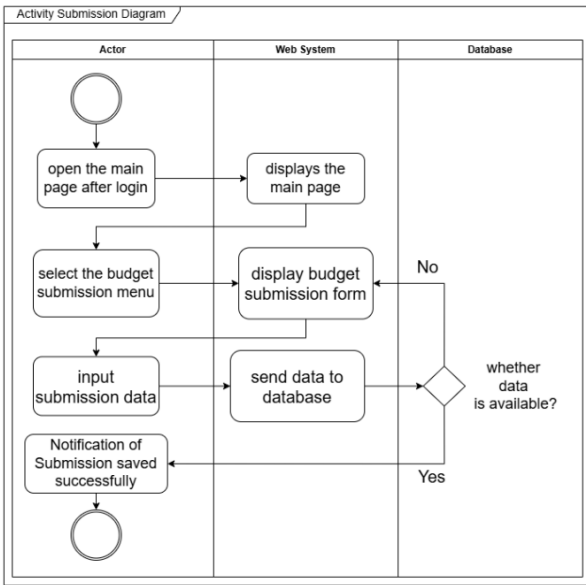 Activity Submission Diagram
Actor
Web System
Database
open the main
page after login
displays the
main page
select the budget
submission menu
display budget
submission form
No
input
submission data
send data to
database
whether
data
is available?
Notification of
Submission saved
successfully
Yes